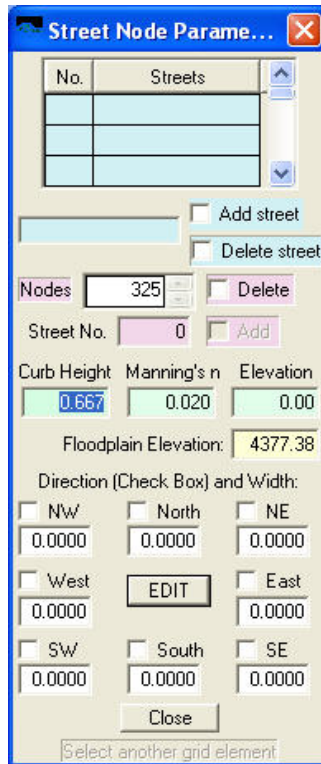 Street Node Parame...
No. Streets
Add street
Delete street
Nodes 325 Delete
Street No. 0 Add
Curb Height Manning's n Elevation
0.667 0.020 0.00
Floodplain Elevation: 4377.38
Direction (Check Box) and Width:
NW North NE
0.0000 0.0000 0.0000
West EDIT East
0.0000 0.0000
SW South SE
0.0000 0.0000 0.0000
Close
Select another grid element